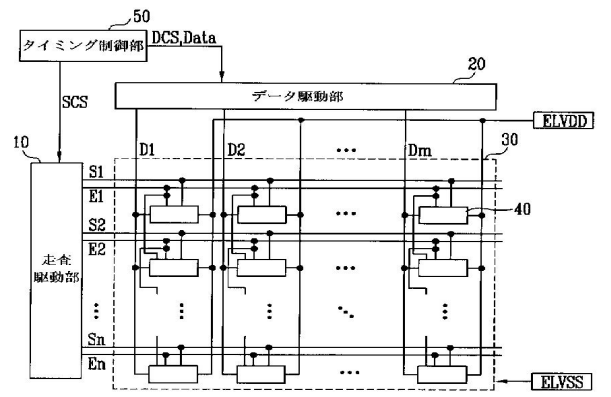 50
タイミング制御部
DCS,Data
20
データ駆動部
SCS
ELVDD
10
D1
D2
...
Dm
30
S1
E1
...
40
S2
E2
...
走査
駆動部
Sn
En
ELVSS